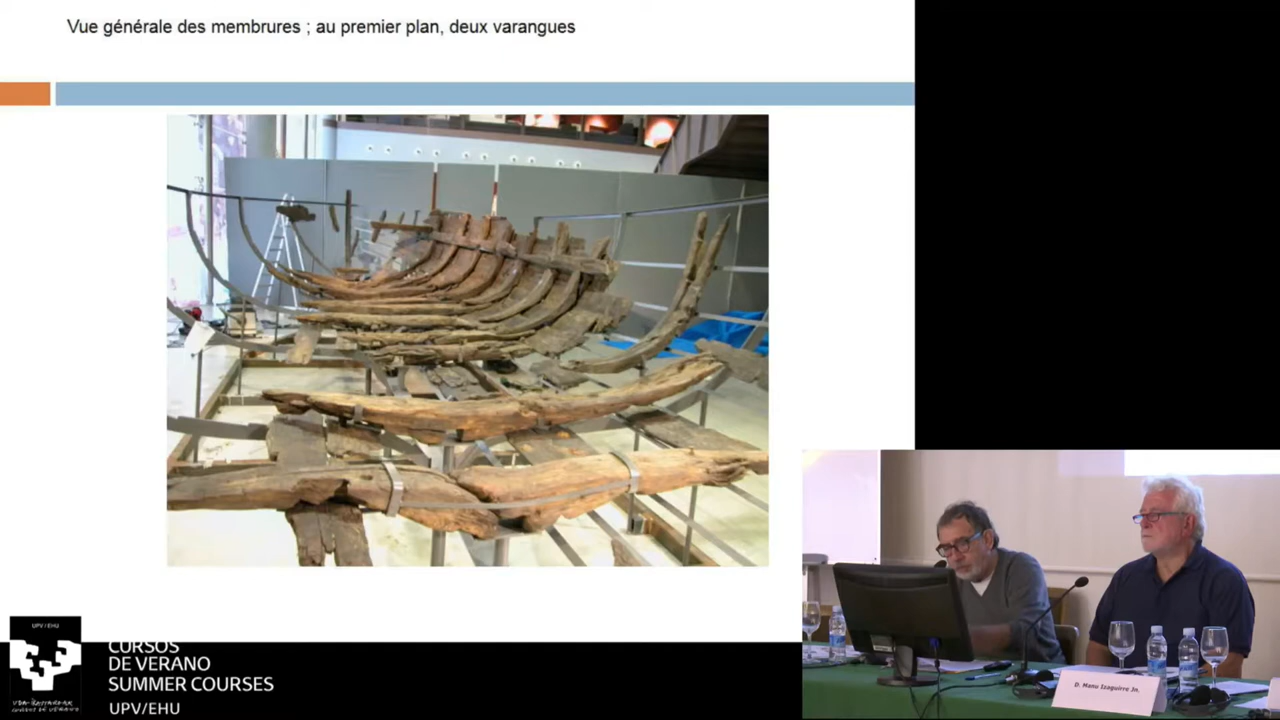 Vue générale des membrures ; au premier plan, deux varangues
UPV / EHU
CURSOS
DE VERANO
SUMMER COURSES
UPV/EHU
D. Manu Izaguirre Jn.